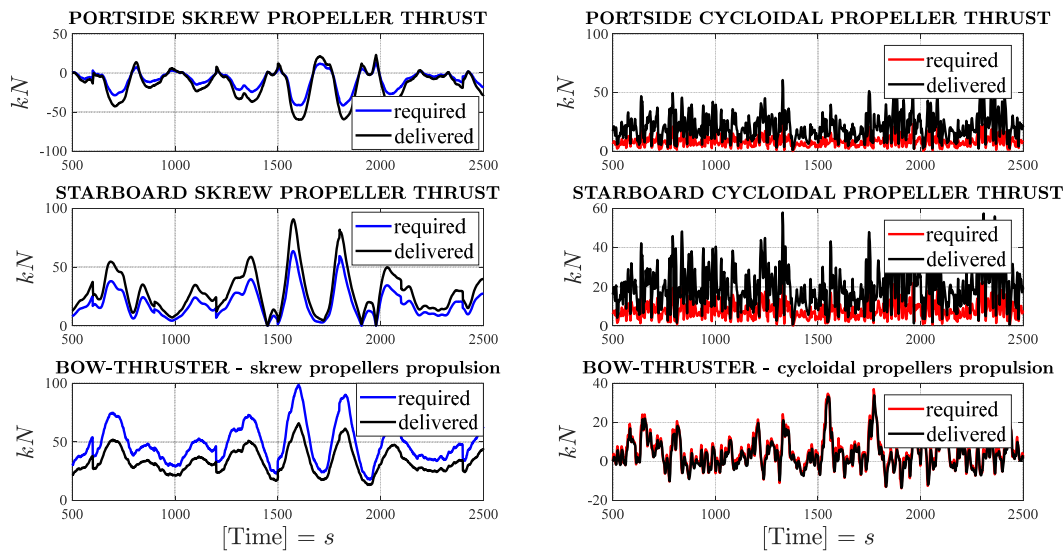 PORTSIDE SKREW PROPELLER THRUST
50
0
-50
-100
kN
required
delivered
500 1000 1500 2000 2500
STARBOARD SKREW PROPELLER THRUST
100
50
0
kN
required
delivered
500 1000 1500 2000 2500
BOW-THRUSTER - skrew propellers propulsion
100
50
0
kN
required
delivered
500 1000 1500 2000 2500
[Time] = s
PORTSIDE CYCLOIDAL PROPELLER THRUST
100
50
0
kN
required
delivered
500 1000 1500 2000 2500
STARBOARD CYCLOIDAL PROPELLER THRUST
60
40
20
0
kN
required
delivered
500 1000 1500 2000 2500
BOW-THRUSTER - cycloidal propellers propulsion
40
20
0
-20
kN
required
delivered
500 1000 1500 2000 2500
[Time] = s